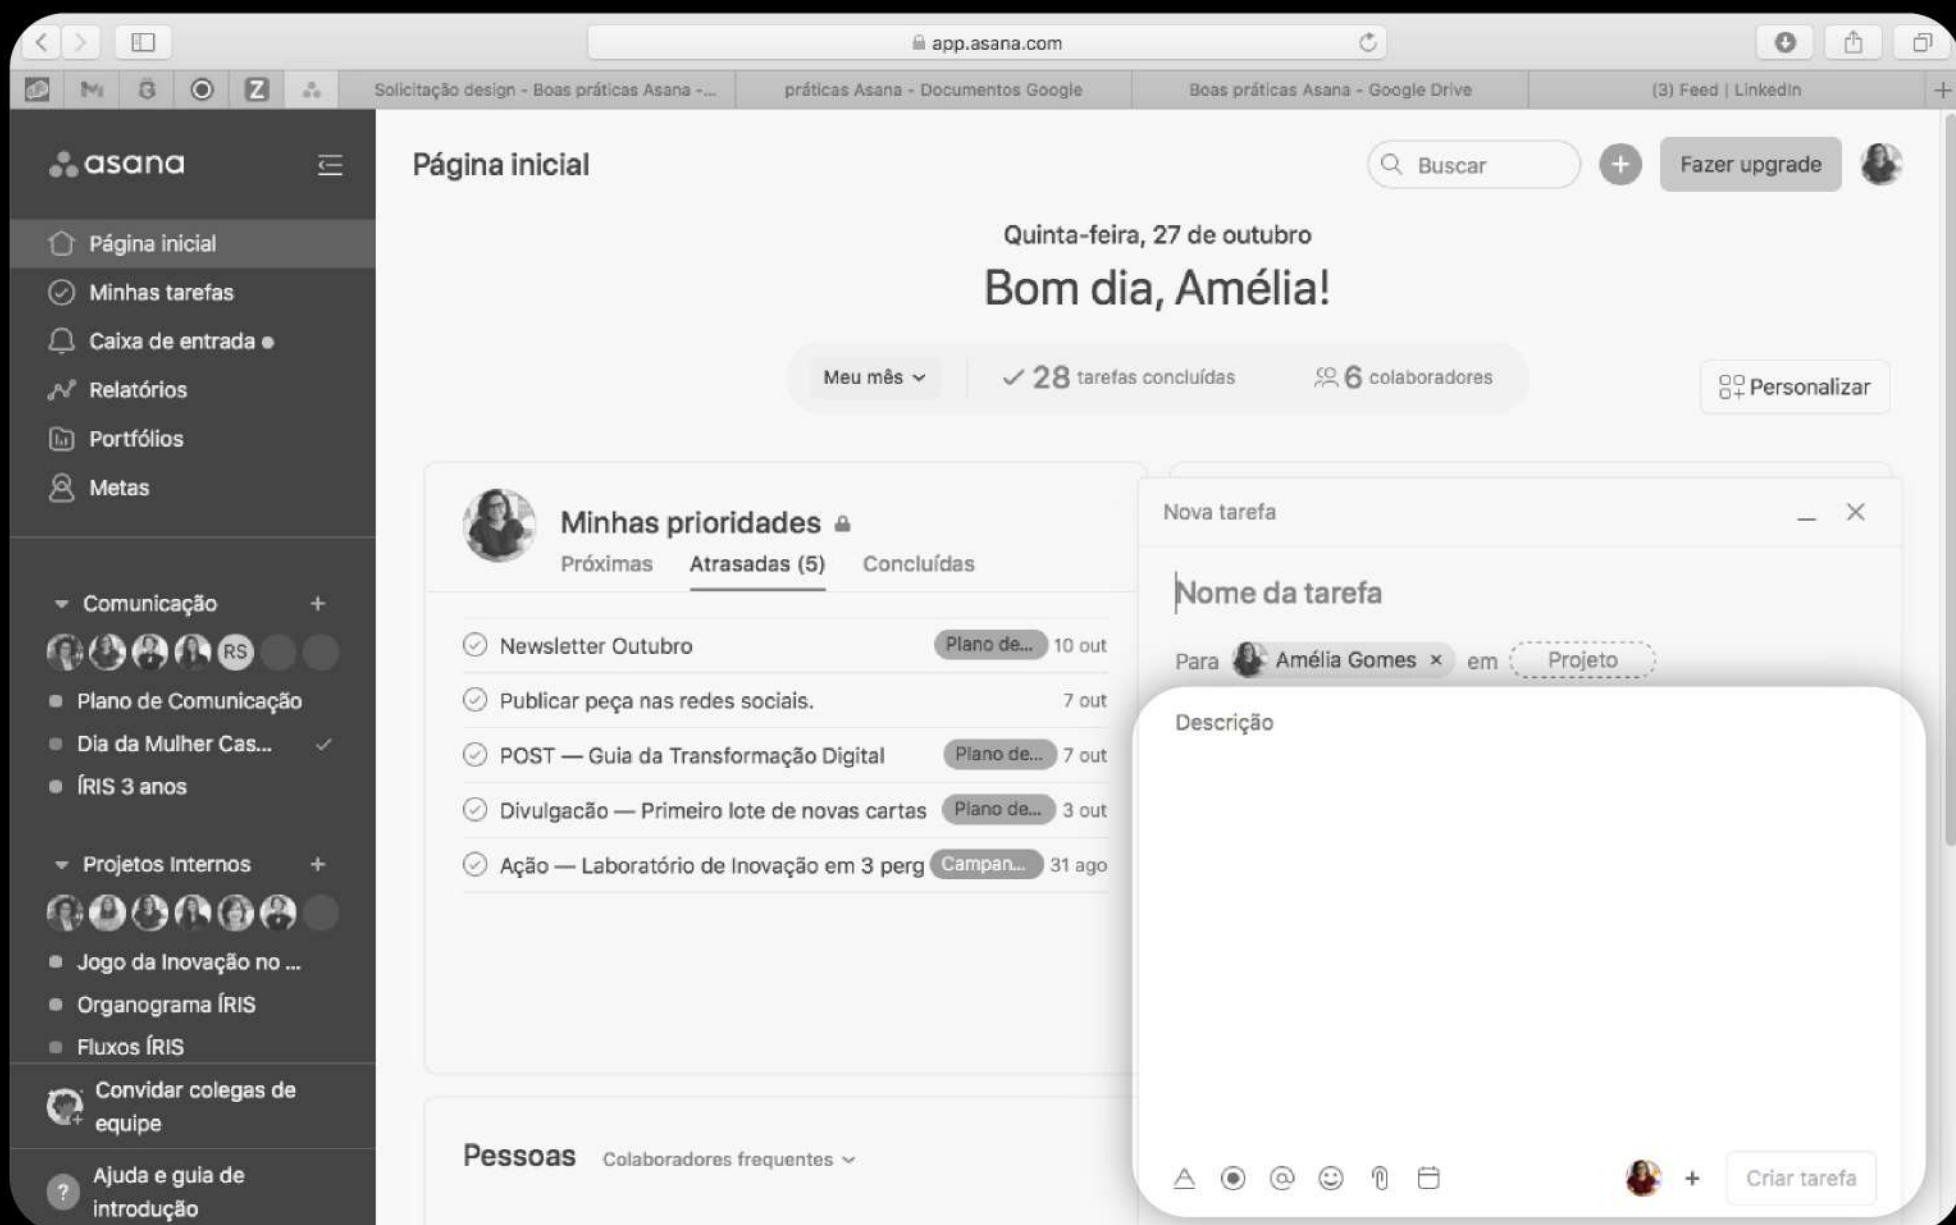 app.asana.com
Solicitação design - Boas práticas Asana -...
práticas Asana - Documentos Google
Boas práticas Asana - Google Drive
(3) Feed | LinkedIn
asana
Página inicial
Minhas tarefas
Caixa de entrada
Relatórios
Portfólios
Metas
Comunicação
RS
Plano de Comunicação
Dia da Mulher Cas...
ÍRIS 3 anos
Projetos Internos
Jogo da Inovação no ...
Organograma ÍRIS
Fluxos ÍRIS
Convidar colegas de
equipe
Ajuda e guia de
introdução
Página inicial
Buscar
Fazer upgrade
Quinta-feira, 27 de outubro
Bom dia, Amélia!
Meu mês
28 tarefas concluídas
6 colaboradores
Personalizar
Minhas prioridades
Próximas Atrasadas (5) Concluídas
Newsletter Outubro Plano de... 10 out
Publicar peça nas redes sociais. 7 out
POST — Guia da Transformação Digital Plano de... 7 out
Divulgacão — Primeiro lote de novas cartas Plano de... 3 out
Ação — Laboratório de Inovação em 3 perg Campan... 31 ago
Pessoas Colaboradores frequentes
Nova tarefa
Nome da tarefa
Para Amélia Gomes × em Projeto
Descrição
Criar tarefa